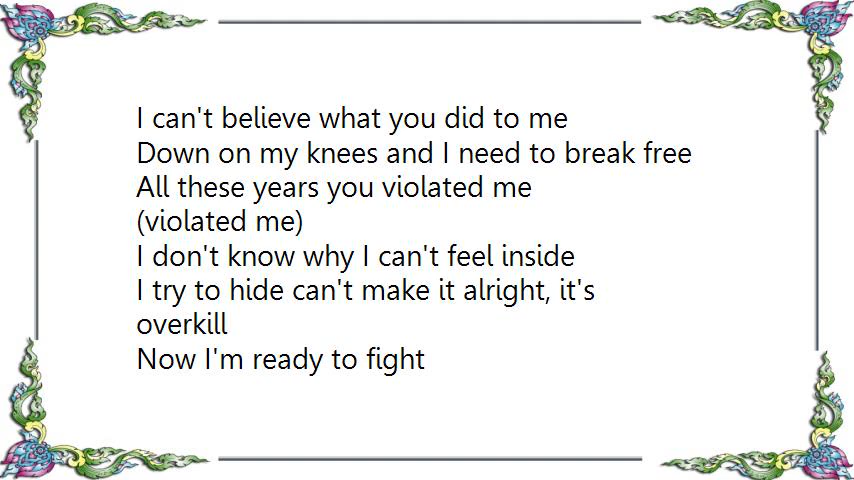 I can't believe what you did to me
Down on my knees and I need to break free
All these years you violated me
(violated me)
I don't know why I can't feel inside
I try to hide can't make it alright, it's
overkill
Now I'm ready to fight